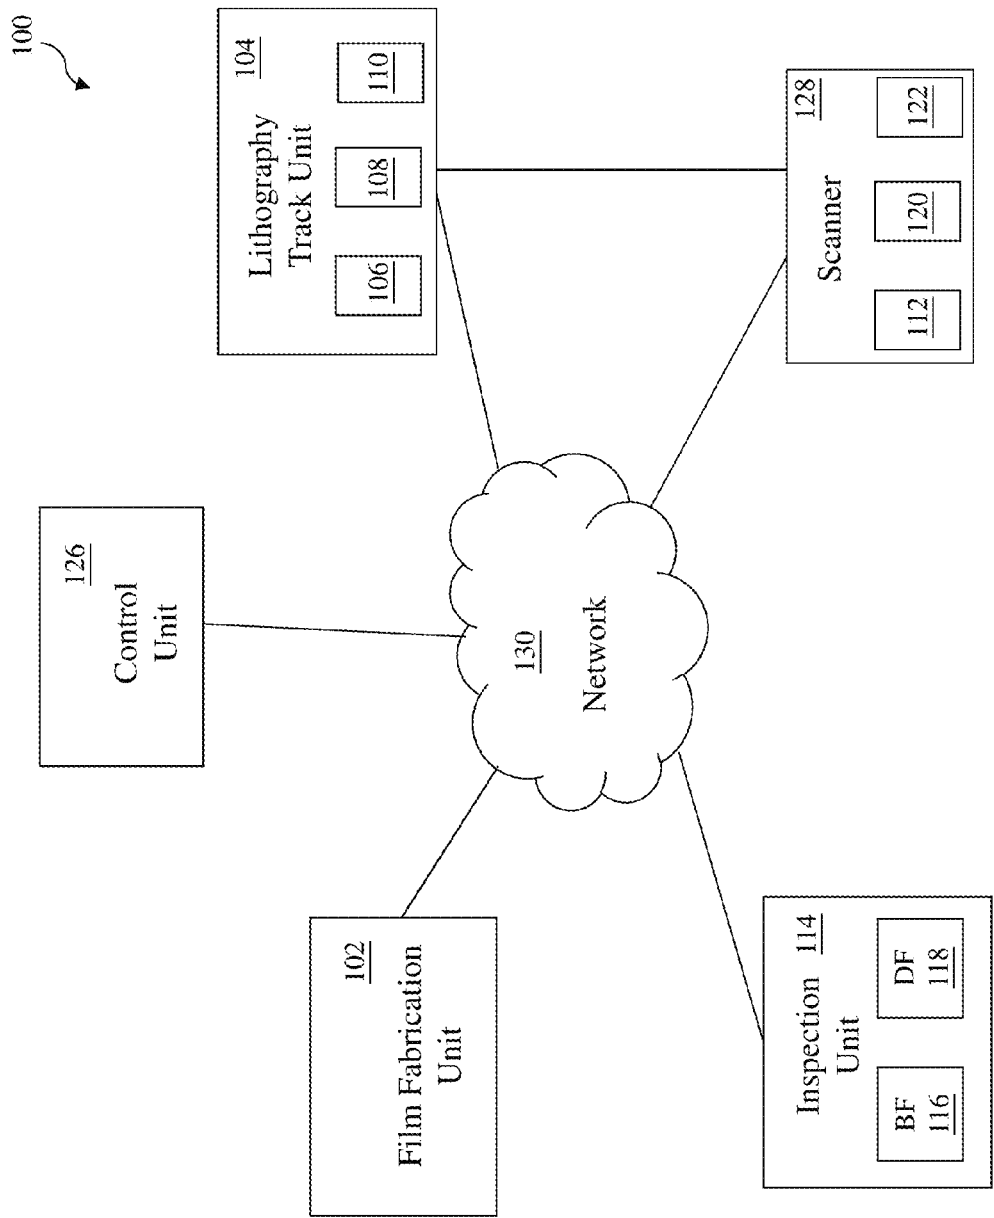 100
Film Fabrication
Unit
102
Control
Unit
126
Lithography
Track Unit
104
106
108
110
130
Network
Inspection
Unit
114
BF
116
DF
118
Scanner
128
112
120
122